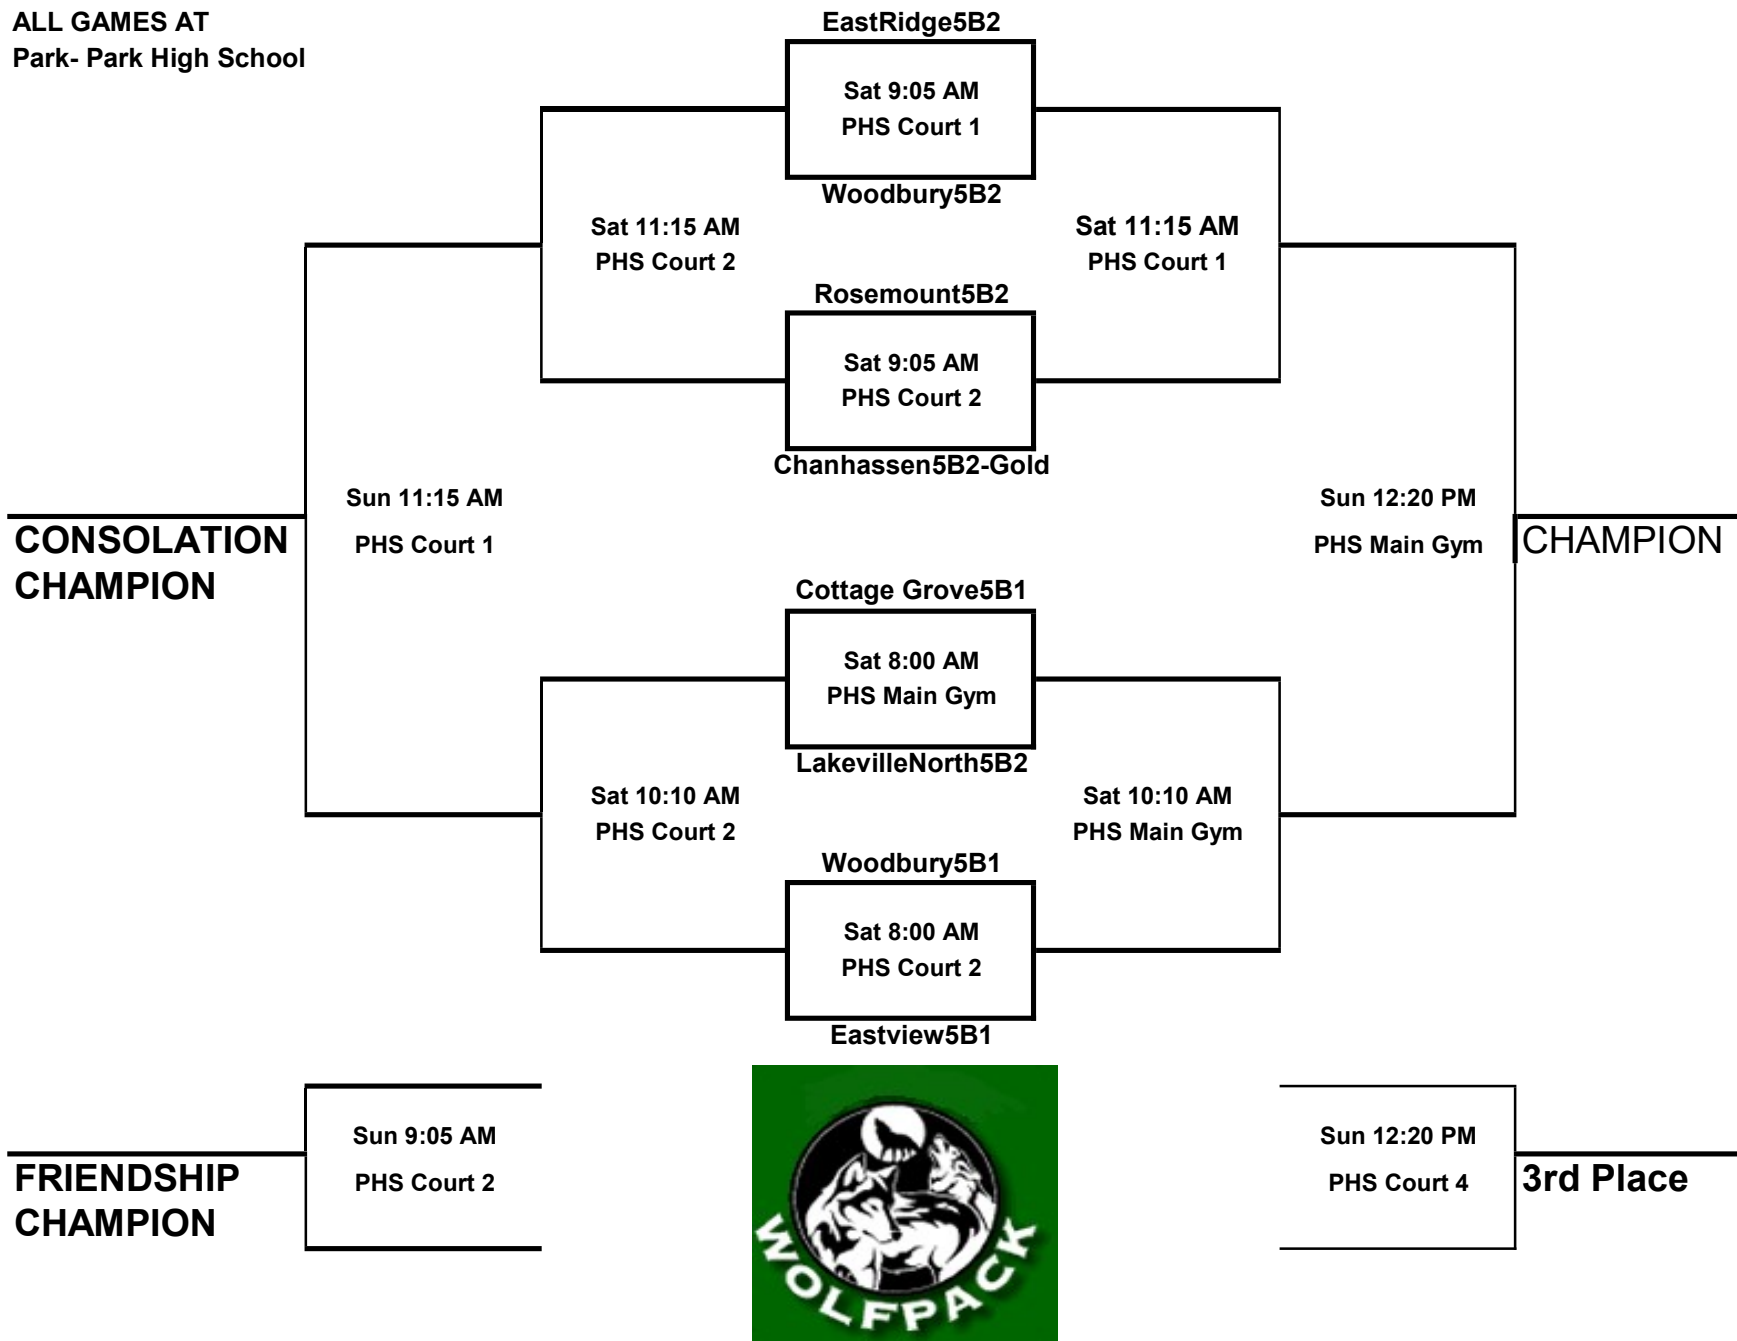 ALL GAMES AT
Park- Park High School
EastRidge5B2
Sat 9:05 AM
PHS Court 1
Woodbury5B2
Sat 11:15 AM
PHS Court 2
Sat 11:15 AM
PHS Court 1
Rosemount5B2
Sat 9:05 AM
PHS Court 2
Chanhassen5B2-Gold
Sun 11:15 AM
PHS Court 1
Sun 12:20 PM
PHS Main Gym
CONSOLATION
CHAMPION
CHAMPION
Cottage Grove5B1
Sat 8:00 AM
PHS Main Gym
LakevilleNorth5B2
Sat 10:10 AM
PHS Court 2
Sat 10:10 AM
PHS Main Gym
Woodbury5B1
Sat 8:00 AM
PHS Court 2
Eastview5B1
Sun 9:05 AM
PHS Court 2
FRIENDSHIP
CHAMPION
WOLFPACK
Sun 12:20 PM
PHS Court 4
3rd Place